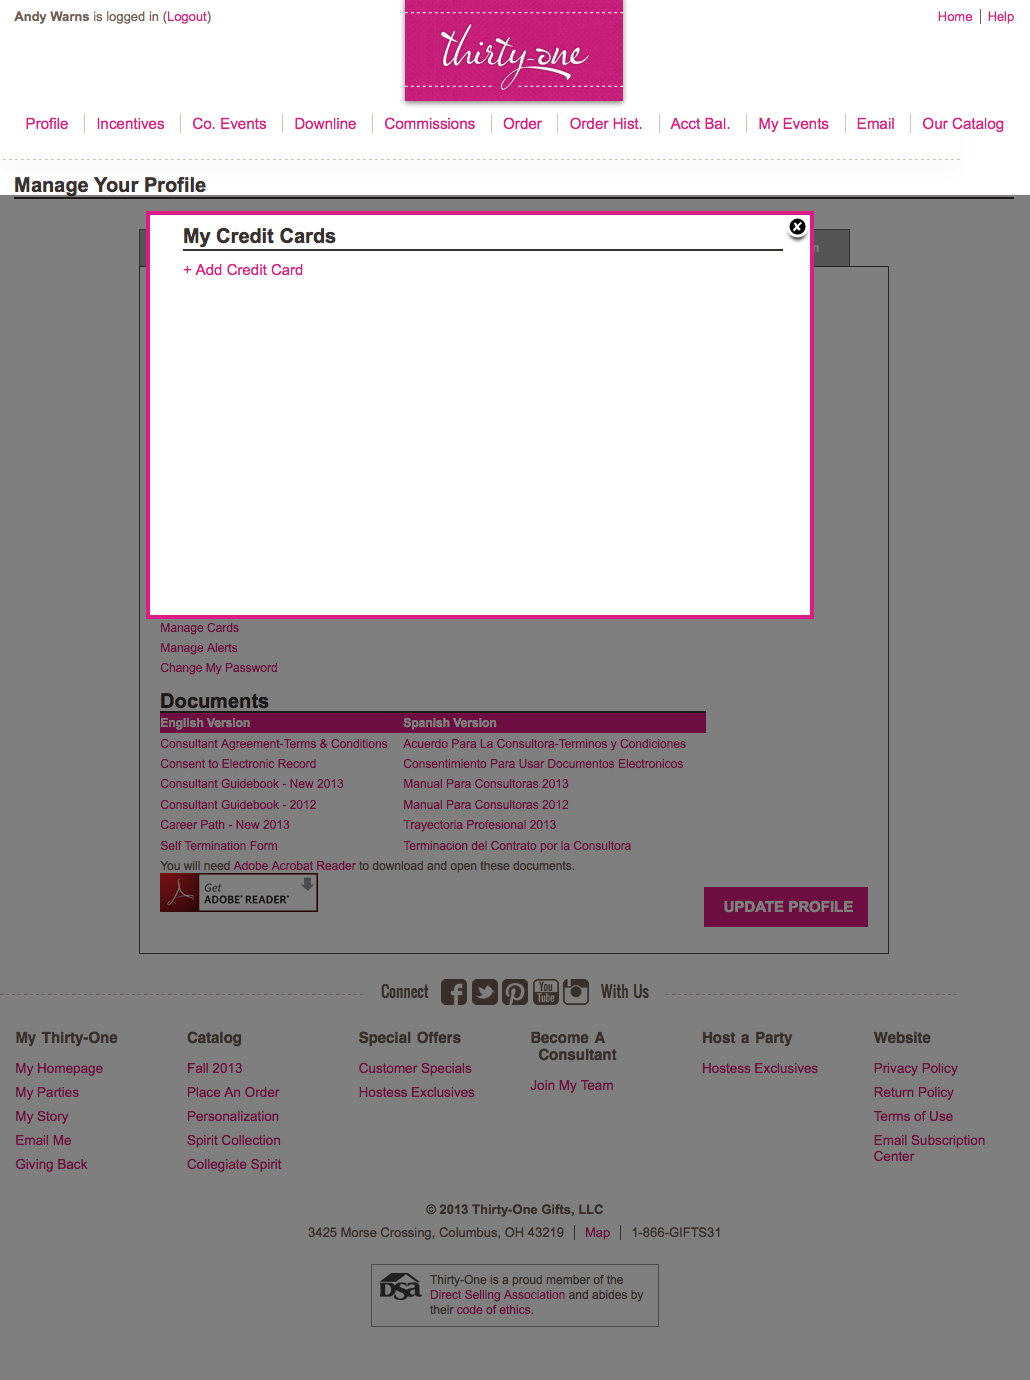 Andy Warns is logged in (Logout)
Home | Help
thirty-one
Profile
Incentives
Co. Events
Downline
Commissions
Order
Order Hist.
Acct Bal.
My Events
Email
Our Catalog
Manage Your Profile
My Credit Cards
+ Add Credit Card
Manage Cards
Manage Alerts
Change My Password
Documents
English Version Spanish Version
Consultant Agreement-Terms & Conditions Acuerdo Para La Consultora-Terminos y Condiciones
Consent to Electronic Record Consentimiento Para Usar Documentos Electronicos
Consultant Guidebook - New 2013 Manual Para Consultoras 2013
Consultant Guidebook - 2012 Manual Para Consultoras 2012
Career Path - New 2013 Trayectoria Profesional 2013
Self Termination Form Terminacion del Contrato por la Consultora
You will need Adobe Acrobat Reader to download and open these documents.
Get
ADOBE® READER®
UPDATE PROFILE
Connect
You
Tube
With Us
My Thirty-One
My Homepage
My Parties
My Story
Email Me
Giving Back
Catalog
Fall 2013
Place An Order
Personalization
Spirit Collection
Collegiate Spirit
Special Offers
Customer Specials
Hostess Exclusives
Become A
Consultant
Join My Team
Host a Party
Hostess Exclusives
Website
Privacy Policy
Return Policy
Terms of Use
Email Subscription
Center
© 2013 Thirty-One Gifts, LLC
3425 Morse Crossing, Columbus, OH 43219 | Map | 1-866-GIFTS31
DSA
Thirty-One is a proud member of the
Direct Selling Association and abides by
their code of ethics.